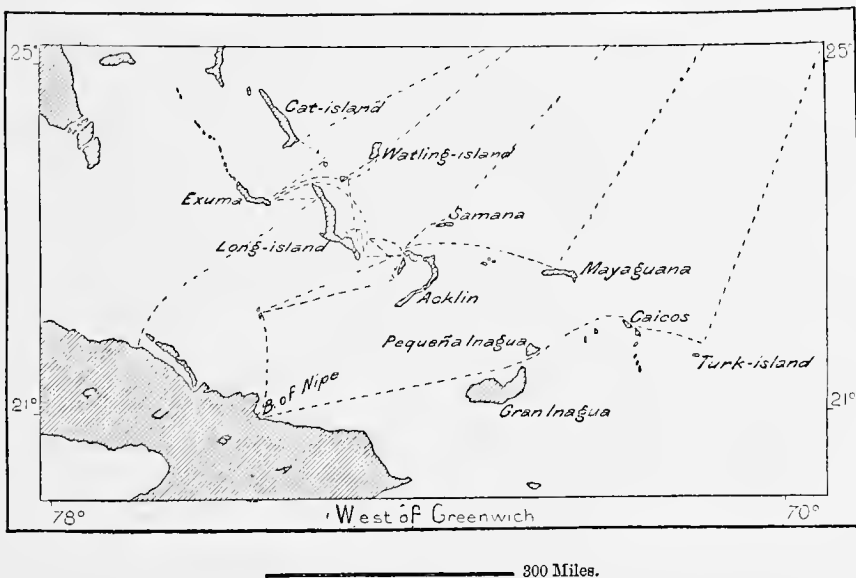 25° 25°
Cat-island
Watling-island
Exuma
Samana
Long-island
Mayaguana
Acklin
Caicos
Pequeña Inagua
Turk-island
B. of Nipe
21° 21°
Gran Inagua
C U B A
78° 70°
West of Greenwich
300 Miles.